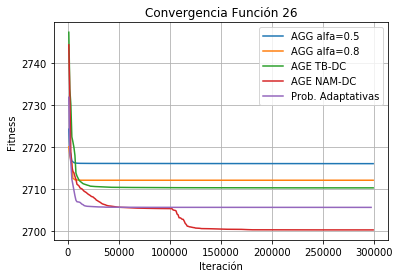 Convergencia Función 26
AGG alfa=0.5
AGG alfa=0.8
AGE TB-DC
AGE NAM-DC
Prob. Adaptativas
Fitness
2740
2730
2720
2710
2700
0
50000
100000
150000
200000
250000
300000
Iteración